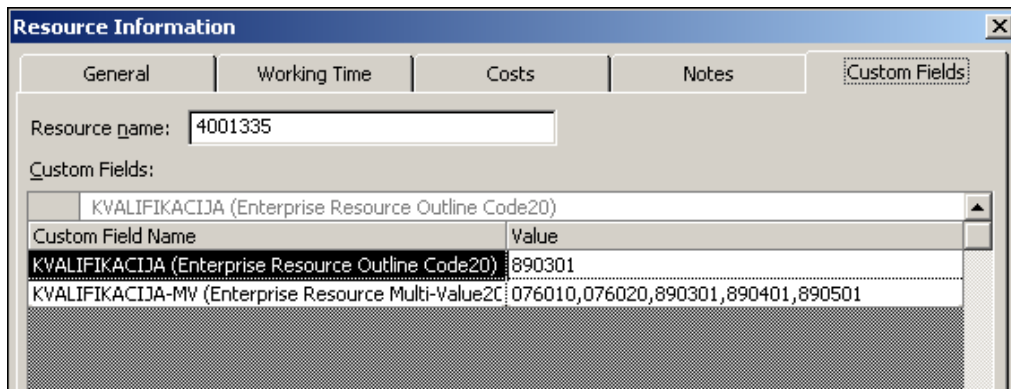 Resource Information
General Working Time Costs Notes Custom Fields
Resource name: 4001335
Custom Fields:
KVALIFIKACIJA (Enterprise Resource Outline Code20)
Custom Field Name Value
KVALIFIKACIJA (Enterprise Resource Outline Code20) 890301
KVALIFIKACIJA-MV (Enterprise Resource Multi-Value2 076010,076020,890301,890401,890501